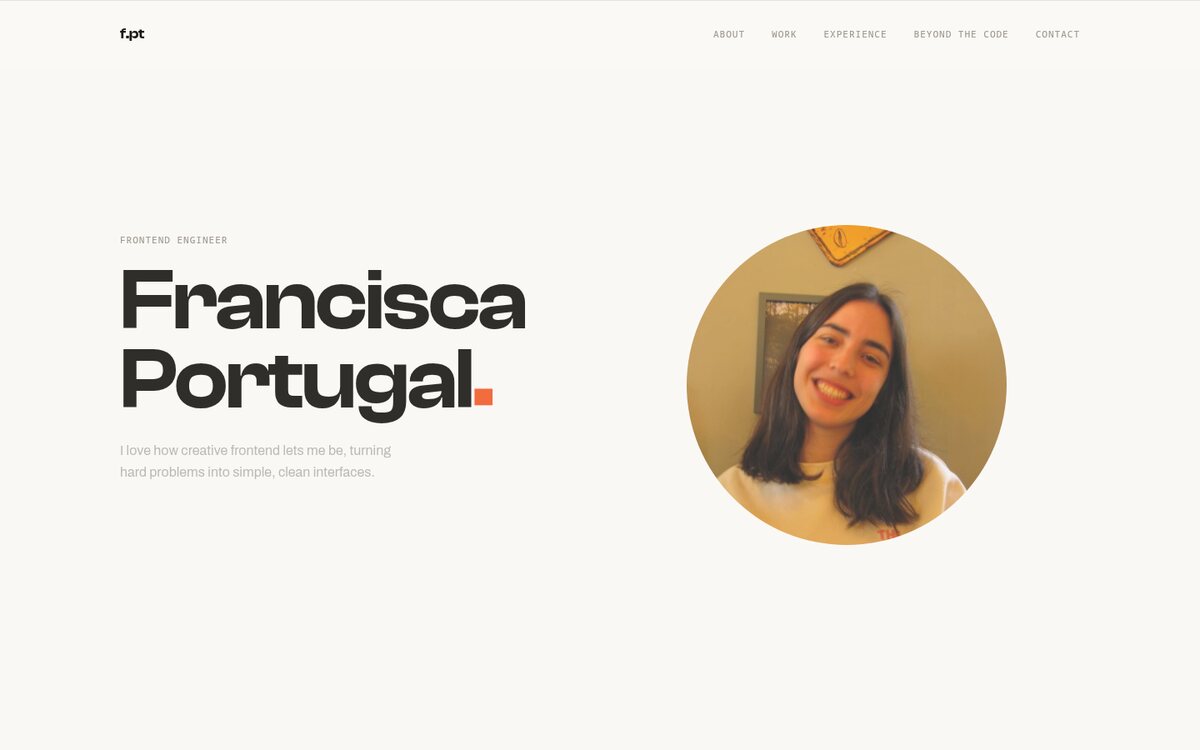 f.pt
ABOUT WORK EXPERIENCE BEYOND THE CODE CONTACT
FRONTEND ENGINEER
Francisca
Portugal.
I love how creative frontend lets me be, turning
hard problems into simple, clean interfaces.
TH